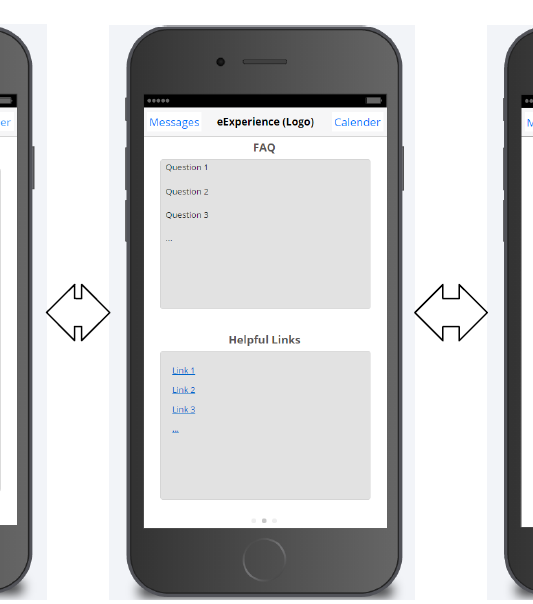 er
Messages eExperience (Logo) Calender
M
FAQ
Question 1
Question 2
Question 3
...
Helpful Links
Link 1
Link 2
Link 3
...